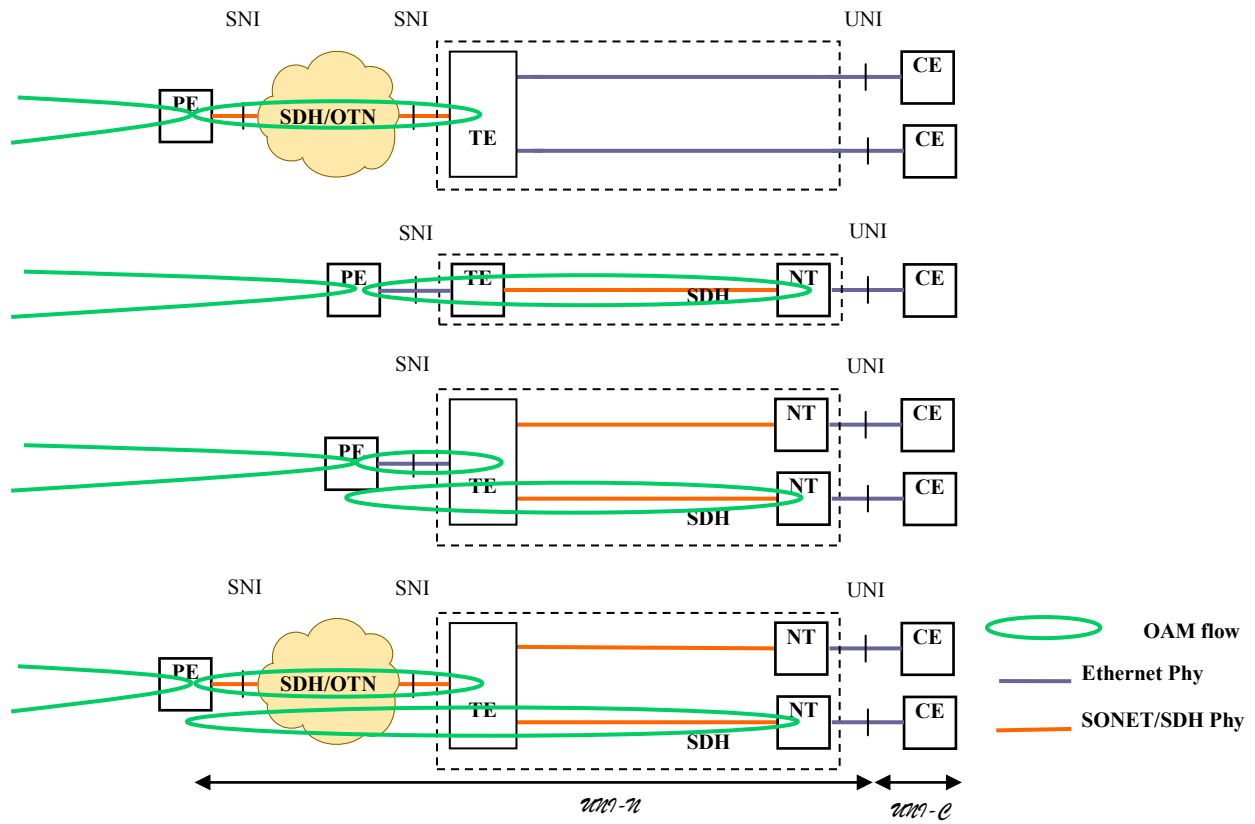 SNI SNI UNI
CE
PE
SDH/OTN
TE
CE
SNI UNI
PE TE NT CE
SDH
SNI UNI
NT CE
PE
TE NT CE
SDH
SNI SNI UNI
NT CE
OAM flow
PE
SDH/OTN
Ethernet Phy
TE NT CE
SONET/SDH Phy
SDH
UNI-N UNI-C